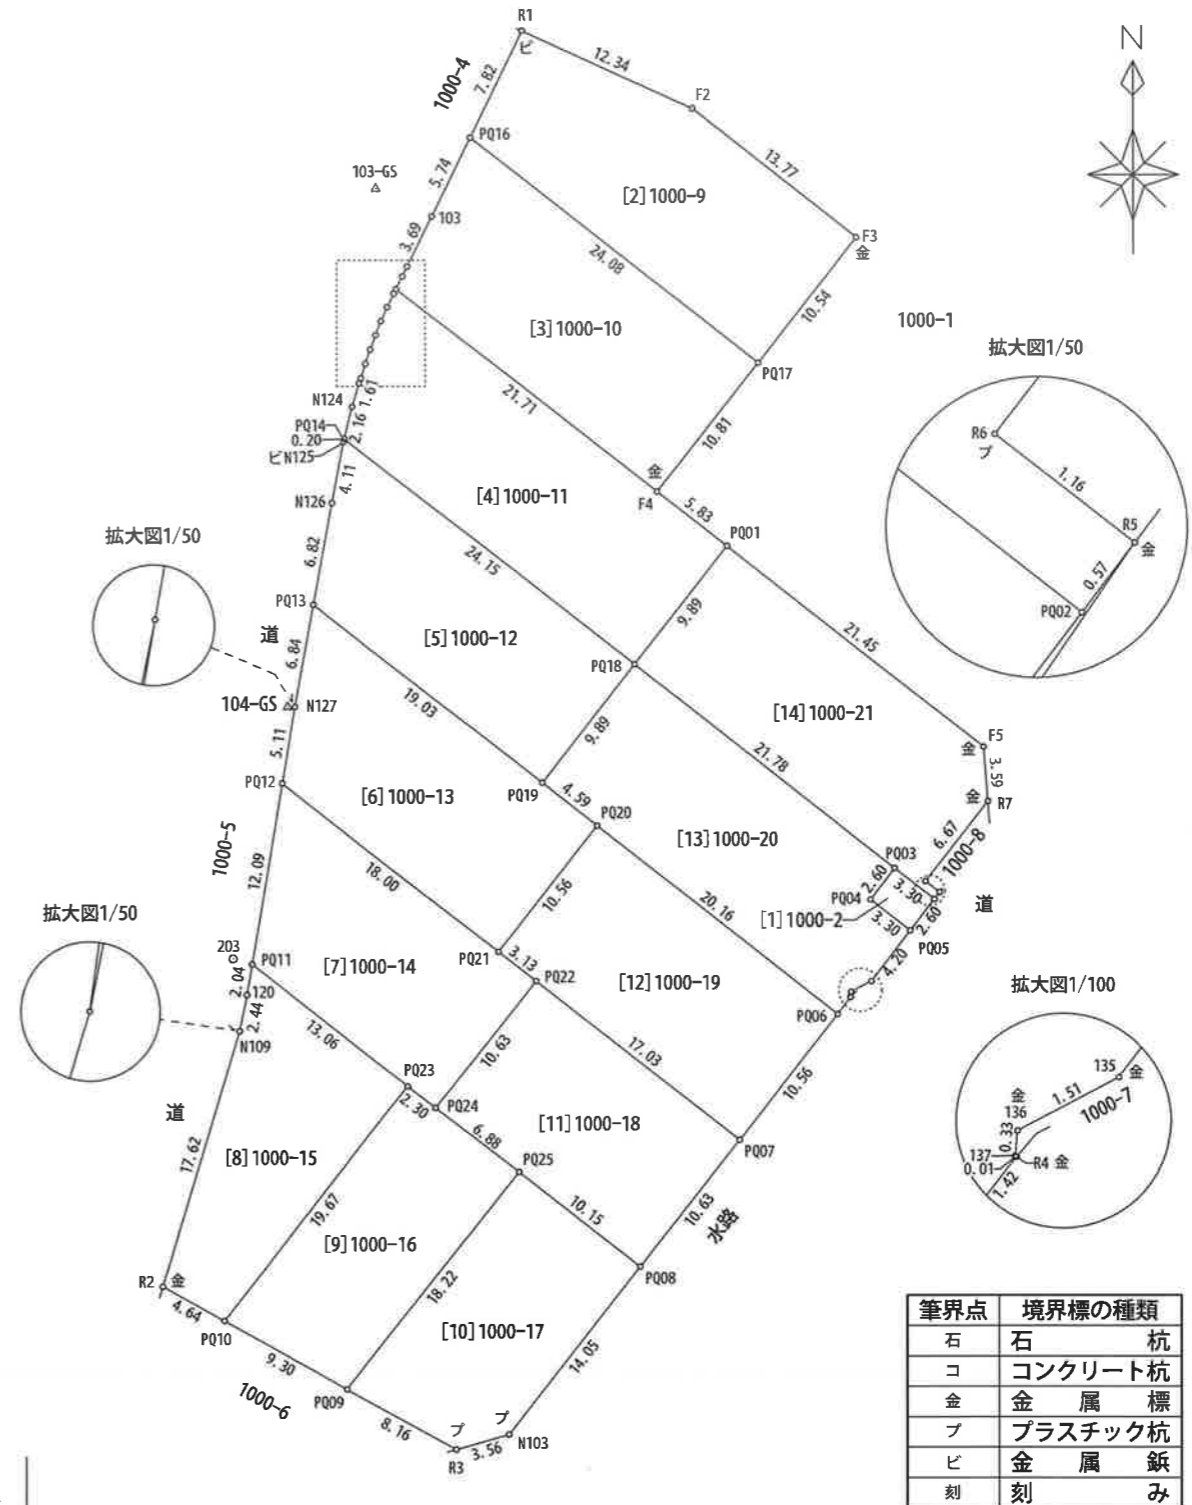 R1
ビ
N
12.34
1000-4
7.82
F2
PQ16
13.77
103-GS
5.74
[2]1000-9
103
F3
金
3.69
24.08
10.54
1000-1
[3]1000-10
拡大図1/50
PQ17
21.71
1.61
N124
PQ14
2.16
0.20
ビN125
10.81
R6
プ
1.16
4.11
金
[4]1000-11
F4
5.83
N126
R5
金
PQ01
拡大図1/50
24.15
0.57
6.82
9.89
PQ02
PQ13
道
[5]1000-12
21.45
6.84
PQ18
104-GS
N127
19.03
[14]1000-21
9.89
F5
金
5.11
21.78
3.59
PQ12
PQ19
4.59
[6]1000-13
PQ20
金
R7
1000-5
[13]1000-20
6.67
1000-8
PQ03
12.09
18.00
10.56
2.60
3.30
PQ04
拡大図1/50
20.16
[1]1000-2
3.30
2.60
道
PQ05
203
PQ11
[7]1000-14
PQ21
3.13
PQ22
4.20
2.04
120
[12]1000-19
拡大図1/100
2.44
PQ06
N109
13.06
17.03
10.63
10.56
135
金
PQ23
金
136
1.51
1000-7
道
2.30
PQ24
[11]1000-18
0.33
137
0.01
R4
金
[8]1000-15
6.88
PQ25
PQ07
1.42
17.62
19.67
10.15
10.63
水路
[9]1000-16
R2
金
18.22
PQ08
4.64
PQ10
[10]1000-17
14.05
9.30
1000-6
PQ09
8.16
プ
プ
N103
3.56
R3
筆界点 境界標の種類
石 石杭
コ コンクリート杭
金 金属標
プ プラスチック杭
ビ 金属鋲
刻 刻み